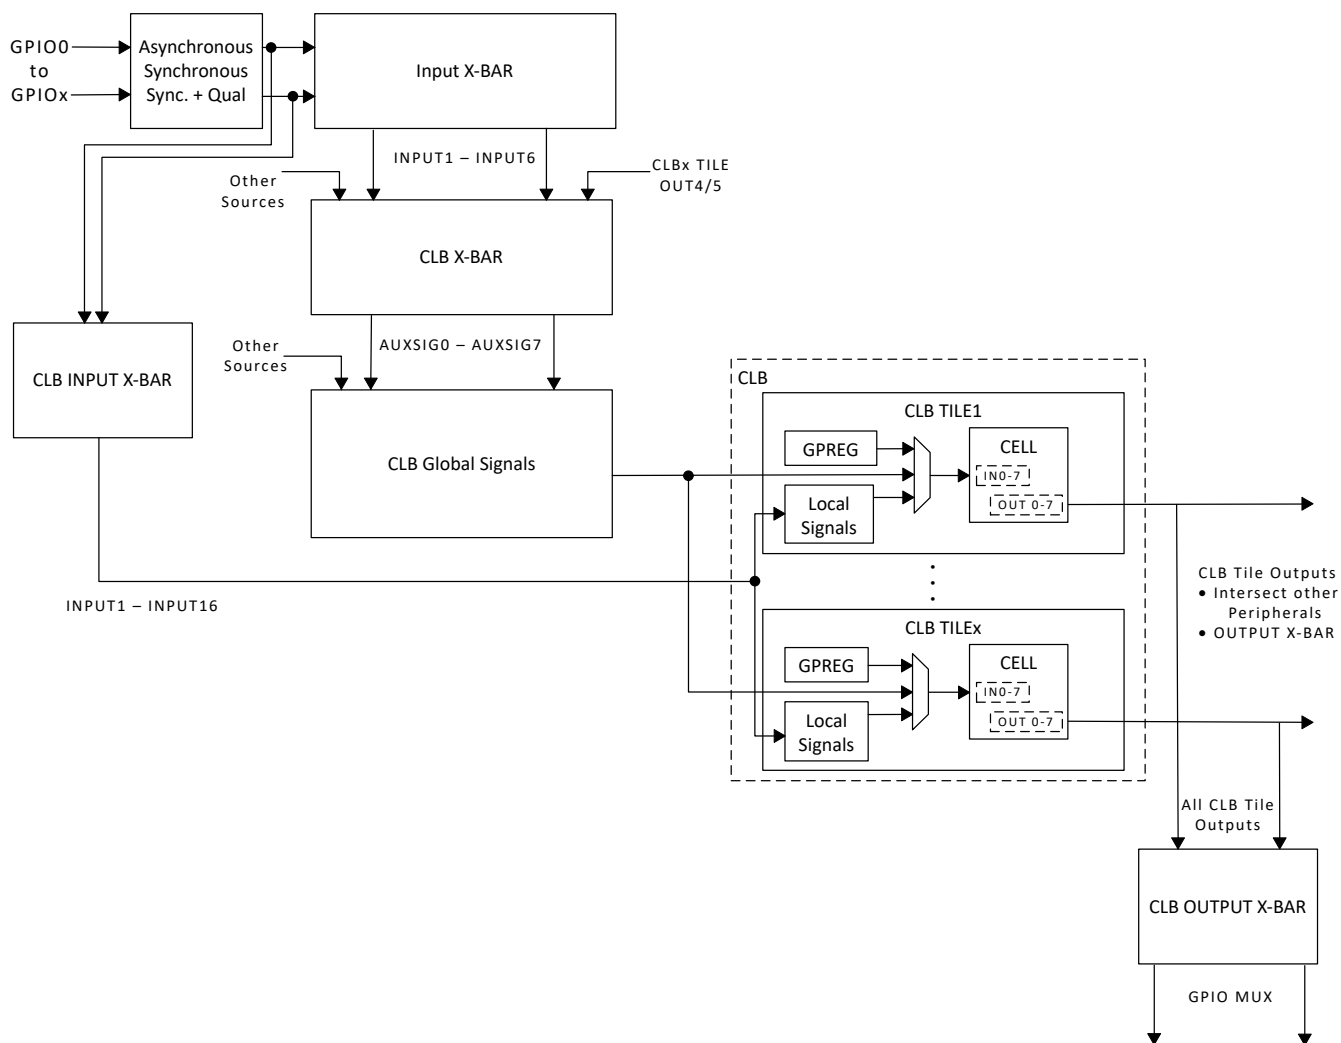 GPIO0
to
GPIOx
Asynchronous
Synchronous
Sync. + Qual
Input X-BAR
INPUT1 – INPUT6
Other
Sources
CLBx TILE
OUT4/5
CLB X-BAR
AUXSIG0 – AUXSIG7
Other
Sources
CLB INPUT X-BAR
CLB Global Signals
INPUT1 – INPUT16
CLB
CLB TILE1
GPREG
Local
Signals
CELL
IN0-7
OUT 0-7
CLB TILEx
GPREG
Local
Signals
CELL
IN0-7
OUT 0-7
CLB Tile Outputs
• Intersect other
Peripherals
• OUTPUT X-BAR
All CLB Tile
Outputs
CLB OUTPUT X-BAR
GPIO MUX